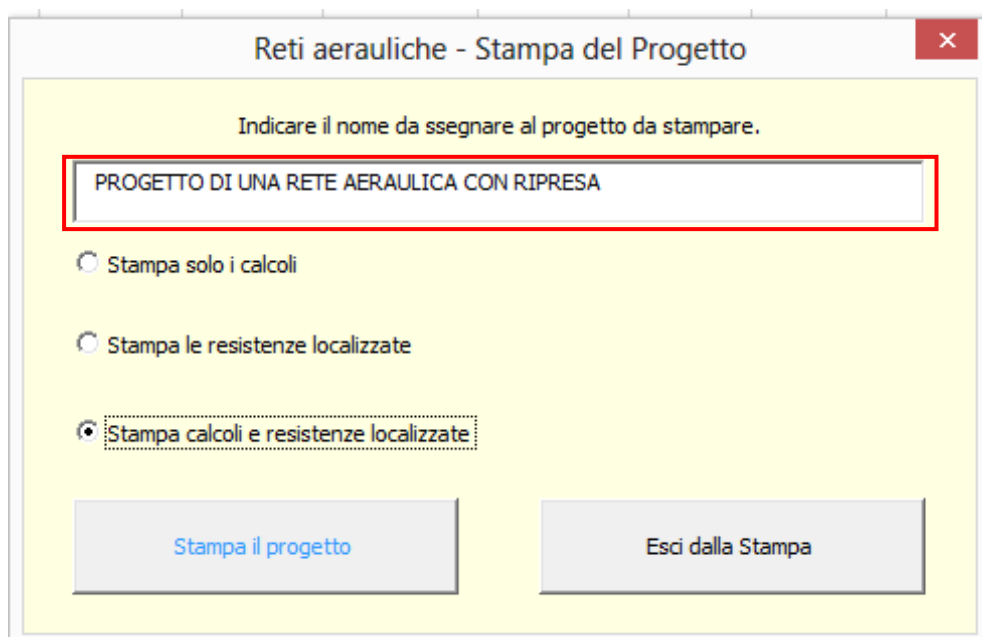 Reti aerauliche - Stampa del Progetto
Indicare il nome da ssegnare al progetto da stampare.
PROGETTO DI UNA RETE AERAULICA CON RIPRESA
Stampa solo i calcoli
Stampa le resistenze localizzate
Stampa calcoli e resistenze localizzate
Stampa il progetto
Esci dalla Stampa